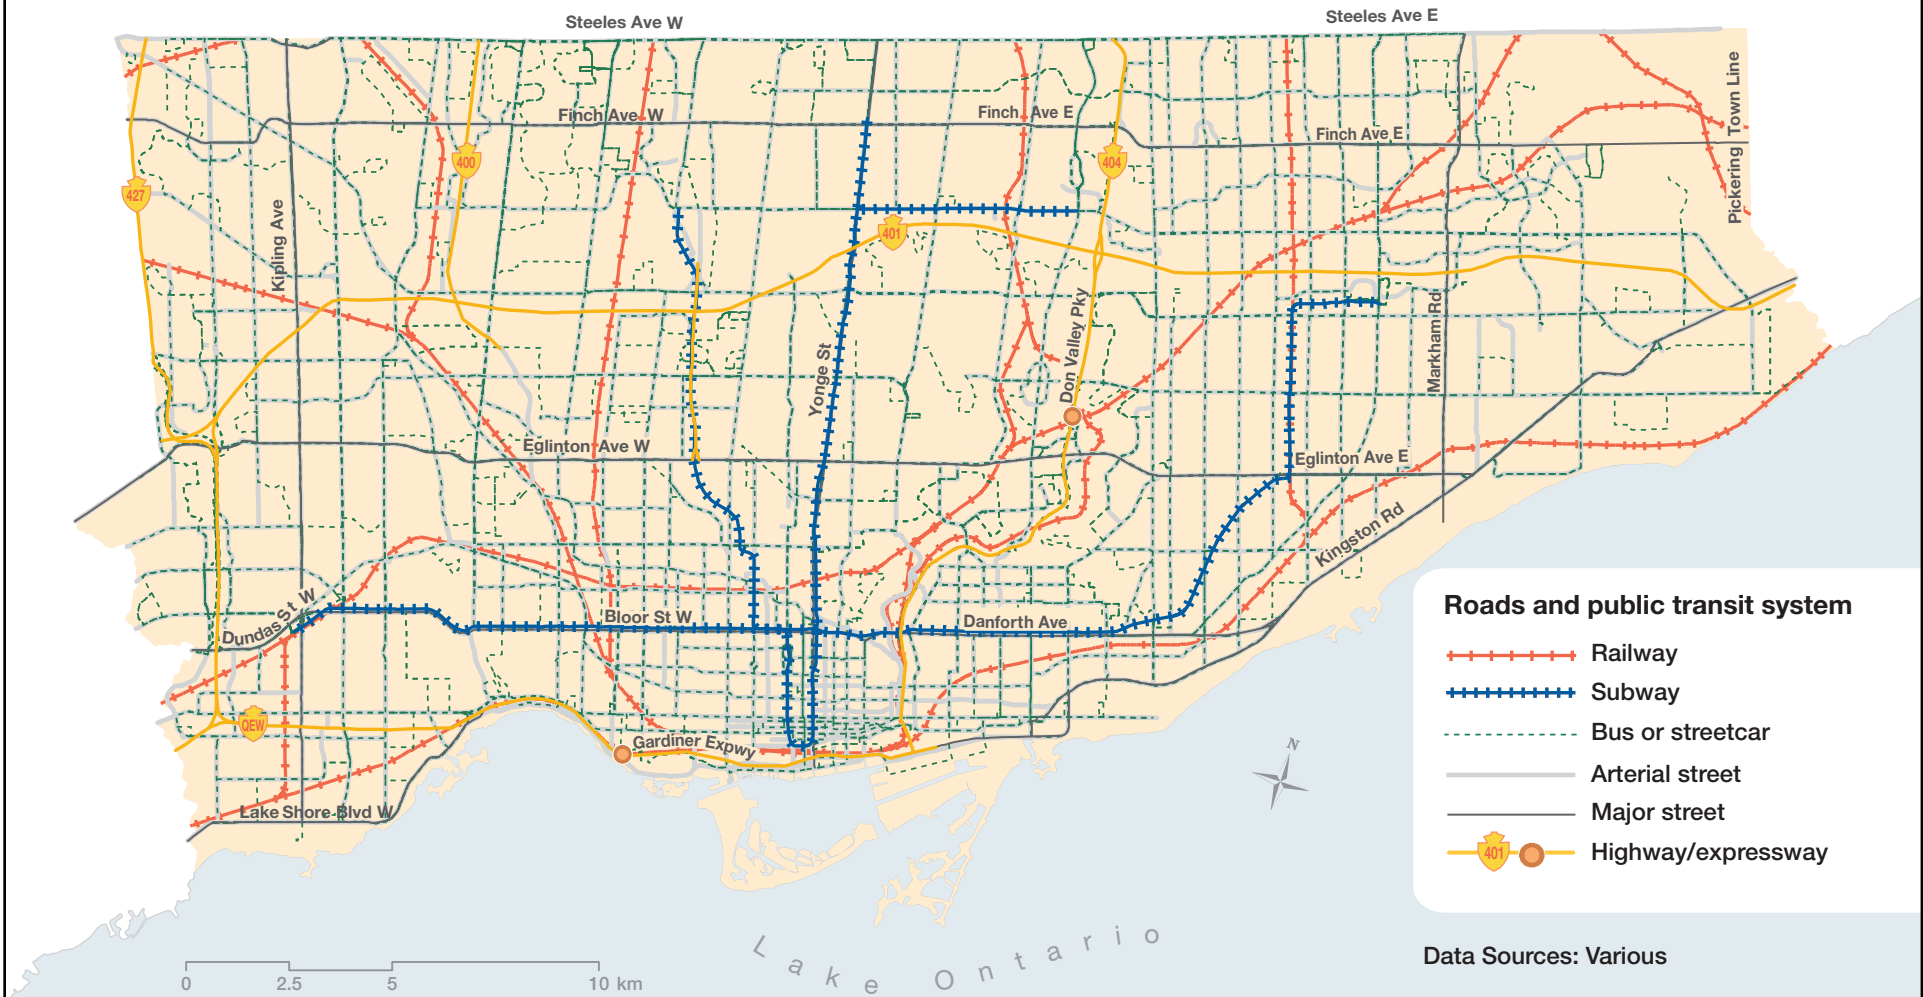 Steeles Ave W
Steeles Ave E
Finch Ave W
Finch Ave E
Finch Ave E
Pickering Town Line
400
404
427
Kipling Ave
401
Don Valley Pky
Markham Rd
Yonge St
Eglinton Ave W
Eglinton Ave E
Kingston Rd
Dundas St W
Bloor St W
Danforth Ave
QEW
Gardiner Expwy
Lake Shore Blvd W
N
Lake Ontario
Roads and public transit system
Railway
Subway
Bus or streetcar
Arterial street
Major street
401
Highway/expressway
Data Sources: Various
0 2.5 5 10 km